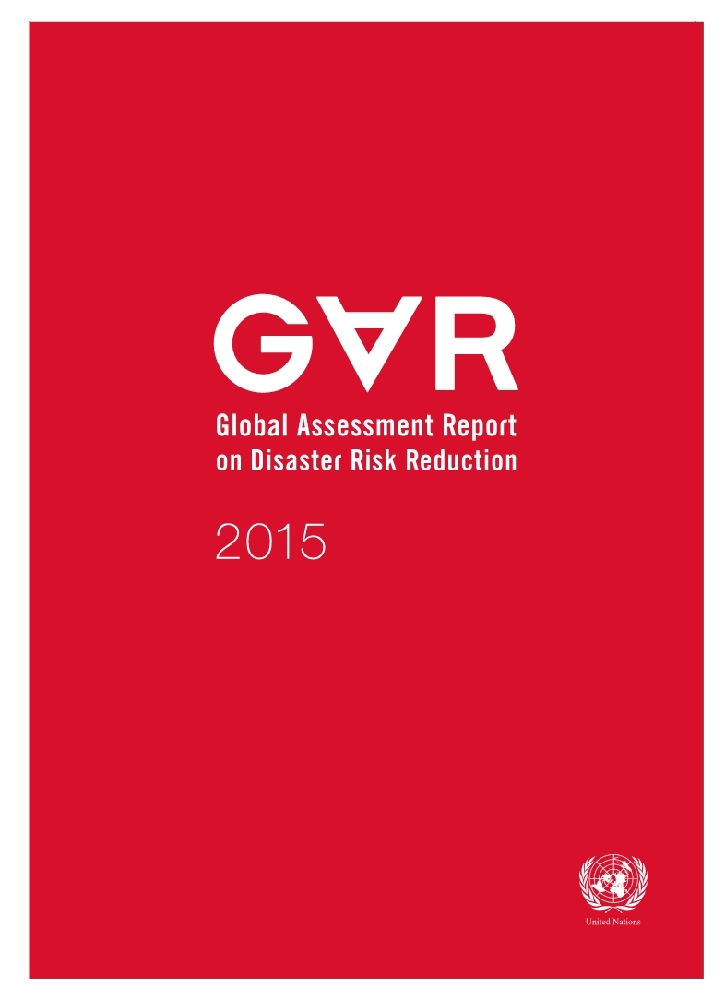 GAR
Global Assessment Report
on Disaster Risk Reduction
2015
United Nations